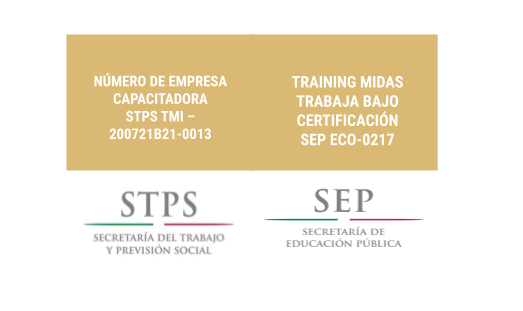 NÚMERO DE EMPRESA
CAPACITADORA
STPS TMI –
200721B21-0013
TRAINING MIDAS
TRABAJA BAJO
CERTIFICACIÓN
SEP ECO-0217
STPS
SECRETARÍA DEL TRABAJO
Y PREVISIÓN SOCIAL
SEP
SECRETARÍA DE
EDUCACIÓN PÚBLICA